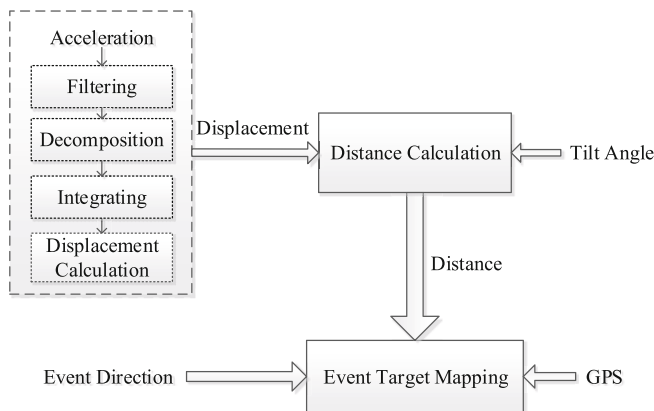 Acceleration
Filtering
Decomposition
Integrating
Displacement
Calculation
Displacement
Distance Calculation
Tilt Angle
Distance
Event Direction
Event Target Mapping
GPS